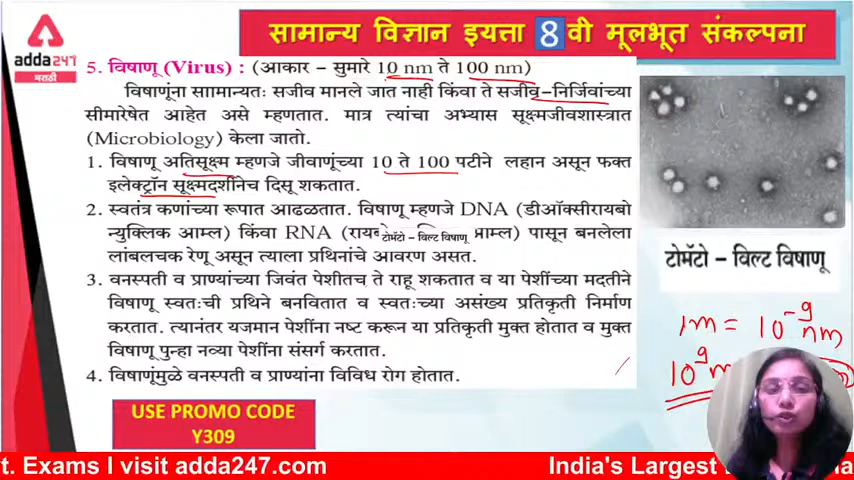 सामान्य विज्ञान इयत्ता 8 वी मूलभूत संकल्पना
adda247
मराठी
5. विषाणू (Virus) : (आकार – सुमारे 10 nm ते 100 nm)
विषाणूंना साामान्यतः सजीव मानले जात नाही किंवा ते सजीव-निर्जिवांच्या
सीमारेषेत आहेत असे म्हणतात. मात्र त्यांचा अभ्यास सूक्ष्मजीवशास्त्रात
(Microbiology) केला जातो.
1. विषाणू अतिसूक्ष्म म्हणजे जीवाणूंच्या 10 ते 100 पटीने लहान असून फक्त
इलेक्ट्रॉन सूक्ष्मदर्शीनेच दिसू शकतात.
2. स्वतंत्र कणांच्या रूपात आढळतात. विषाणू म्हणजे DNA (डीऑक्सीरायबो
न्युक्लिक आम्ल) किंवा RNA (राय
टोमॅटो – विल्ट विषाणू
पासून बनलेला
लांबलचक रेणू असून त्याला प्रथिनांचे आवरण असत.
3. वनस्पती व प्राण्यांच्या जिवंत पेशीतच ते राहू शकतात व या पेशींच्या मदतीने
विषाणू स्वतःची प्रथिने बनवितात व स्वतःच्या असंख्य प्रतिकृती निर्माण
करतात. त्यानंतर यजमान पेशींना नष्ट करून या प्रतिकृती मुक्त होतात व मुक्त
विषाणू पुन्हा नव्या पेशींना संसर्ग करतात.
4. विषाणूंमुळे वनस्पती व प्राण्यांना विविध रोग होतात.
टोमॅटो – विल्ट विषाणू
1m = 10⁻⁹ nm
10⁹ m
USE PROMO CODE
Y309
t. Exams I visit adda247.com
India's Largest